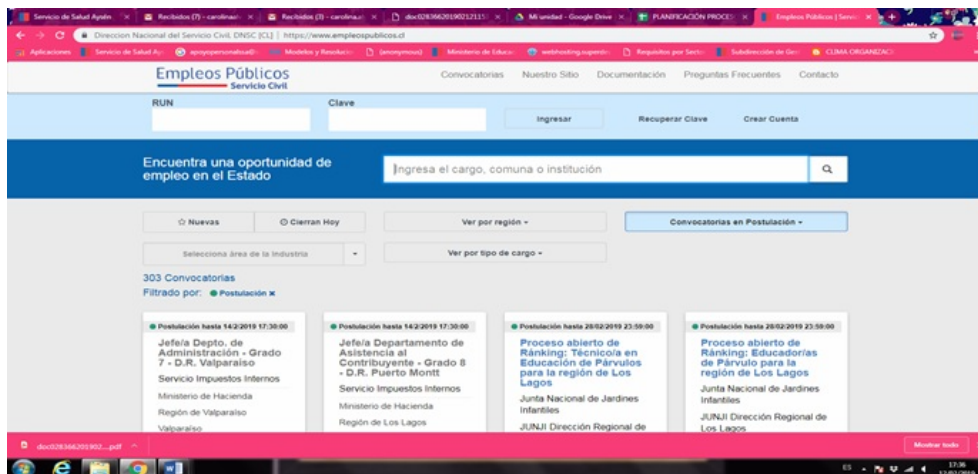 Servicio de Salud Aysén
Recibidos (7) - carolina
Recibidos (3) - carolina.
Mi unidad - Google Drive
PLANIFICACIÓN PROCE
Empleos Públicos | Servi
Direccion Nacional del Servicio Civil, DNSC [CL] | https://www.empleospublicos.cl
Aplicaciones
Servicio de Salud Ay
Modelos y Resoluci
(anonymous)
Ministerio de Educa
webhosting.superin
Requisitos por Secto
Subdirección de Ges
CLIMA ORGANIZAC
Empleos Públicos
Servicio Civil
Convocatorias
Nuestro Sitio
Documentación
Preguntas Frecuentes
Contacto
RUN
Clave
Ingresar
Recuperar Clave
Crear Cuenta
Encuentra una oportunidad de
empleo en el Estado
Ingresa el cargo, comuna o institución
Nuevas
Cierran Hoy
Ver por región
Convocatorias en Postulación
Selecciona área de la Industria
Ver por tipo de cargo
303 Convocatorias
Filtrado por: Postulación
Postulación hasta 14/2/2019 17:30:00
Jefe/a Depto. de
Administración - Grado
7 - D.R. Valparaíso
Servicio Impuestos Internos
Ministerio de Hacienda
Región de Valparaíso
Valparaíso
Postulación hasta 14/2/2019 17:30:00
Jefe/a Departamento de
Asistencia al
Contribuyente - Grado 8
- D.R. Puerto Montt
Servicio Impuestos Internos
Ministerio de Hacienda
Región de Los Lagos
Postulación hasta 28/02/2019 23:59:00
Proceso abierto de
Ránking: Técnico/a en
Educación de Párvulos
para la región de Los
Lagos
Junta Nacional de Jardines
Infantiles
JUNJI Dirección Regional de
Postulación hasta 28/02/2019 23:59:00
Proceso abierto de
Ránking: Educador/as
de Párvulo para la
región de Los Lagos
Junta Nacional de Jardines
Infantiles
JUNJI Dirección Regional de
Los Lagos
doc028366201902....pdf
Mostrar todo
ES
17:36
12/02/2019